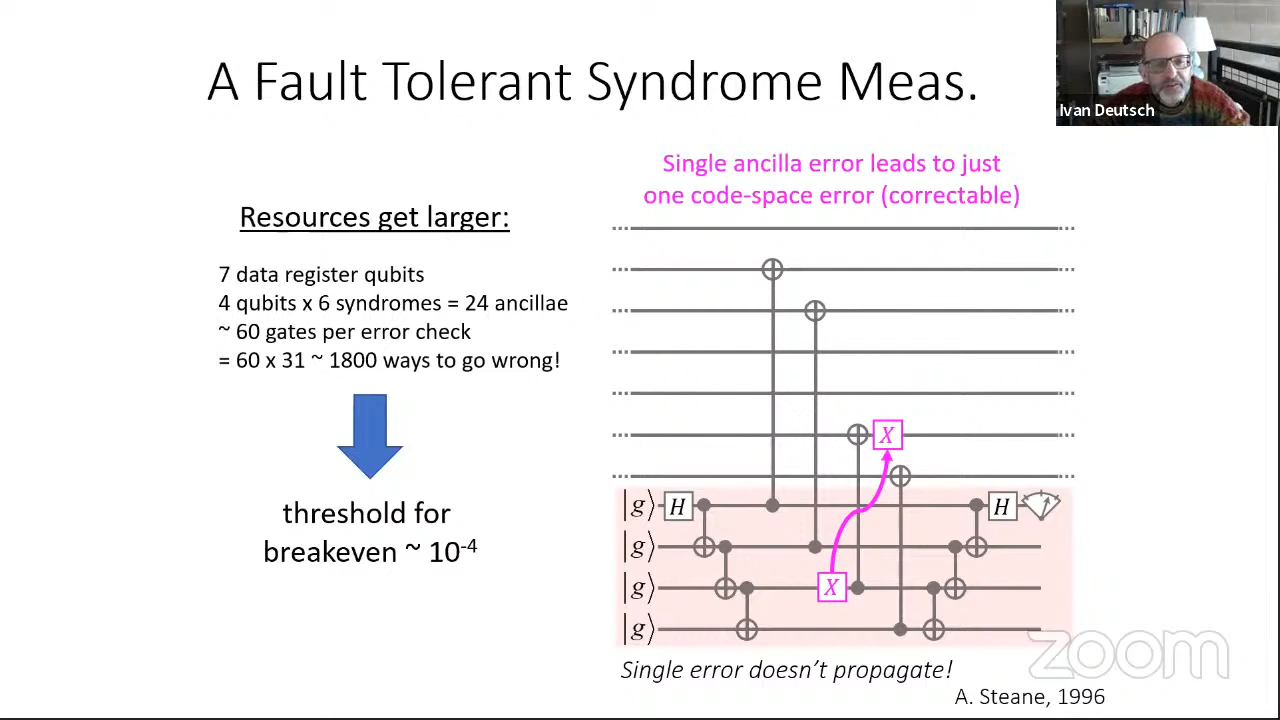 A Fault Tolerant Syndrome Meas.
Ivan Deutsch
Resources get larger:
7 data register qubits
4 qubits x 6 syndromes = 24 ancillae
~ 60 gates per error check
= 60 x 31 ~ 1800 ways to go wrong!
threshold for
breakeven ~ 10⁻⁴
Single ancilla error leads to just
one code-space error (correctable)
X
|g⟩ H H
|g⟩
|g⟩ X
|g⟩
Single error doesn't propagate!
A. Steane, 1996
zoom